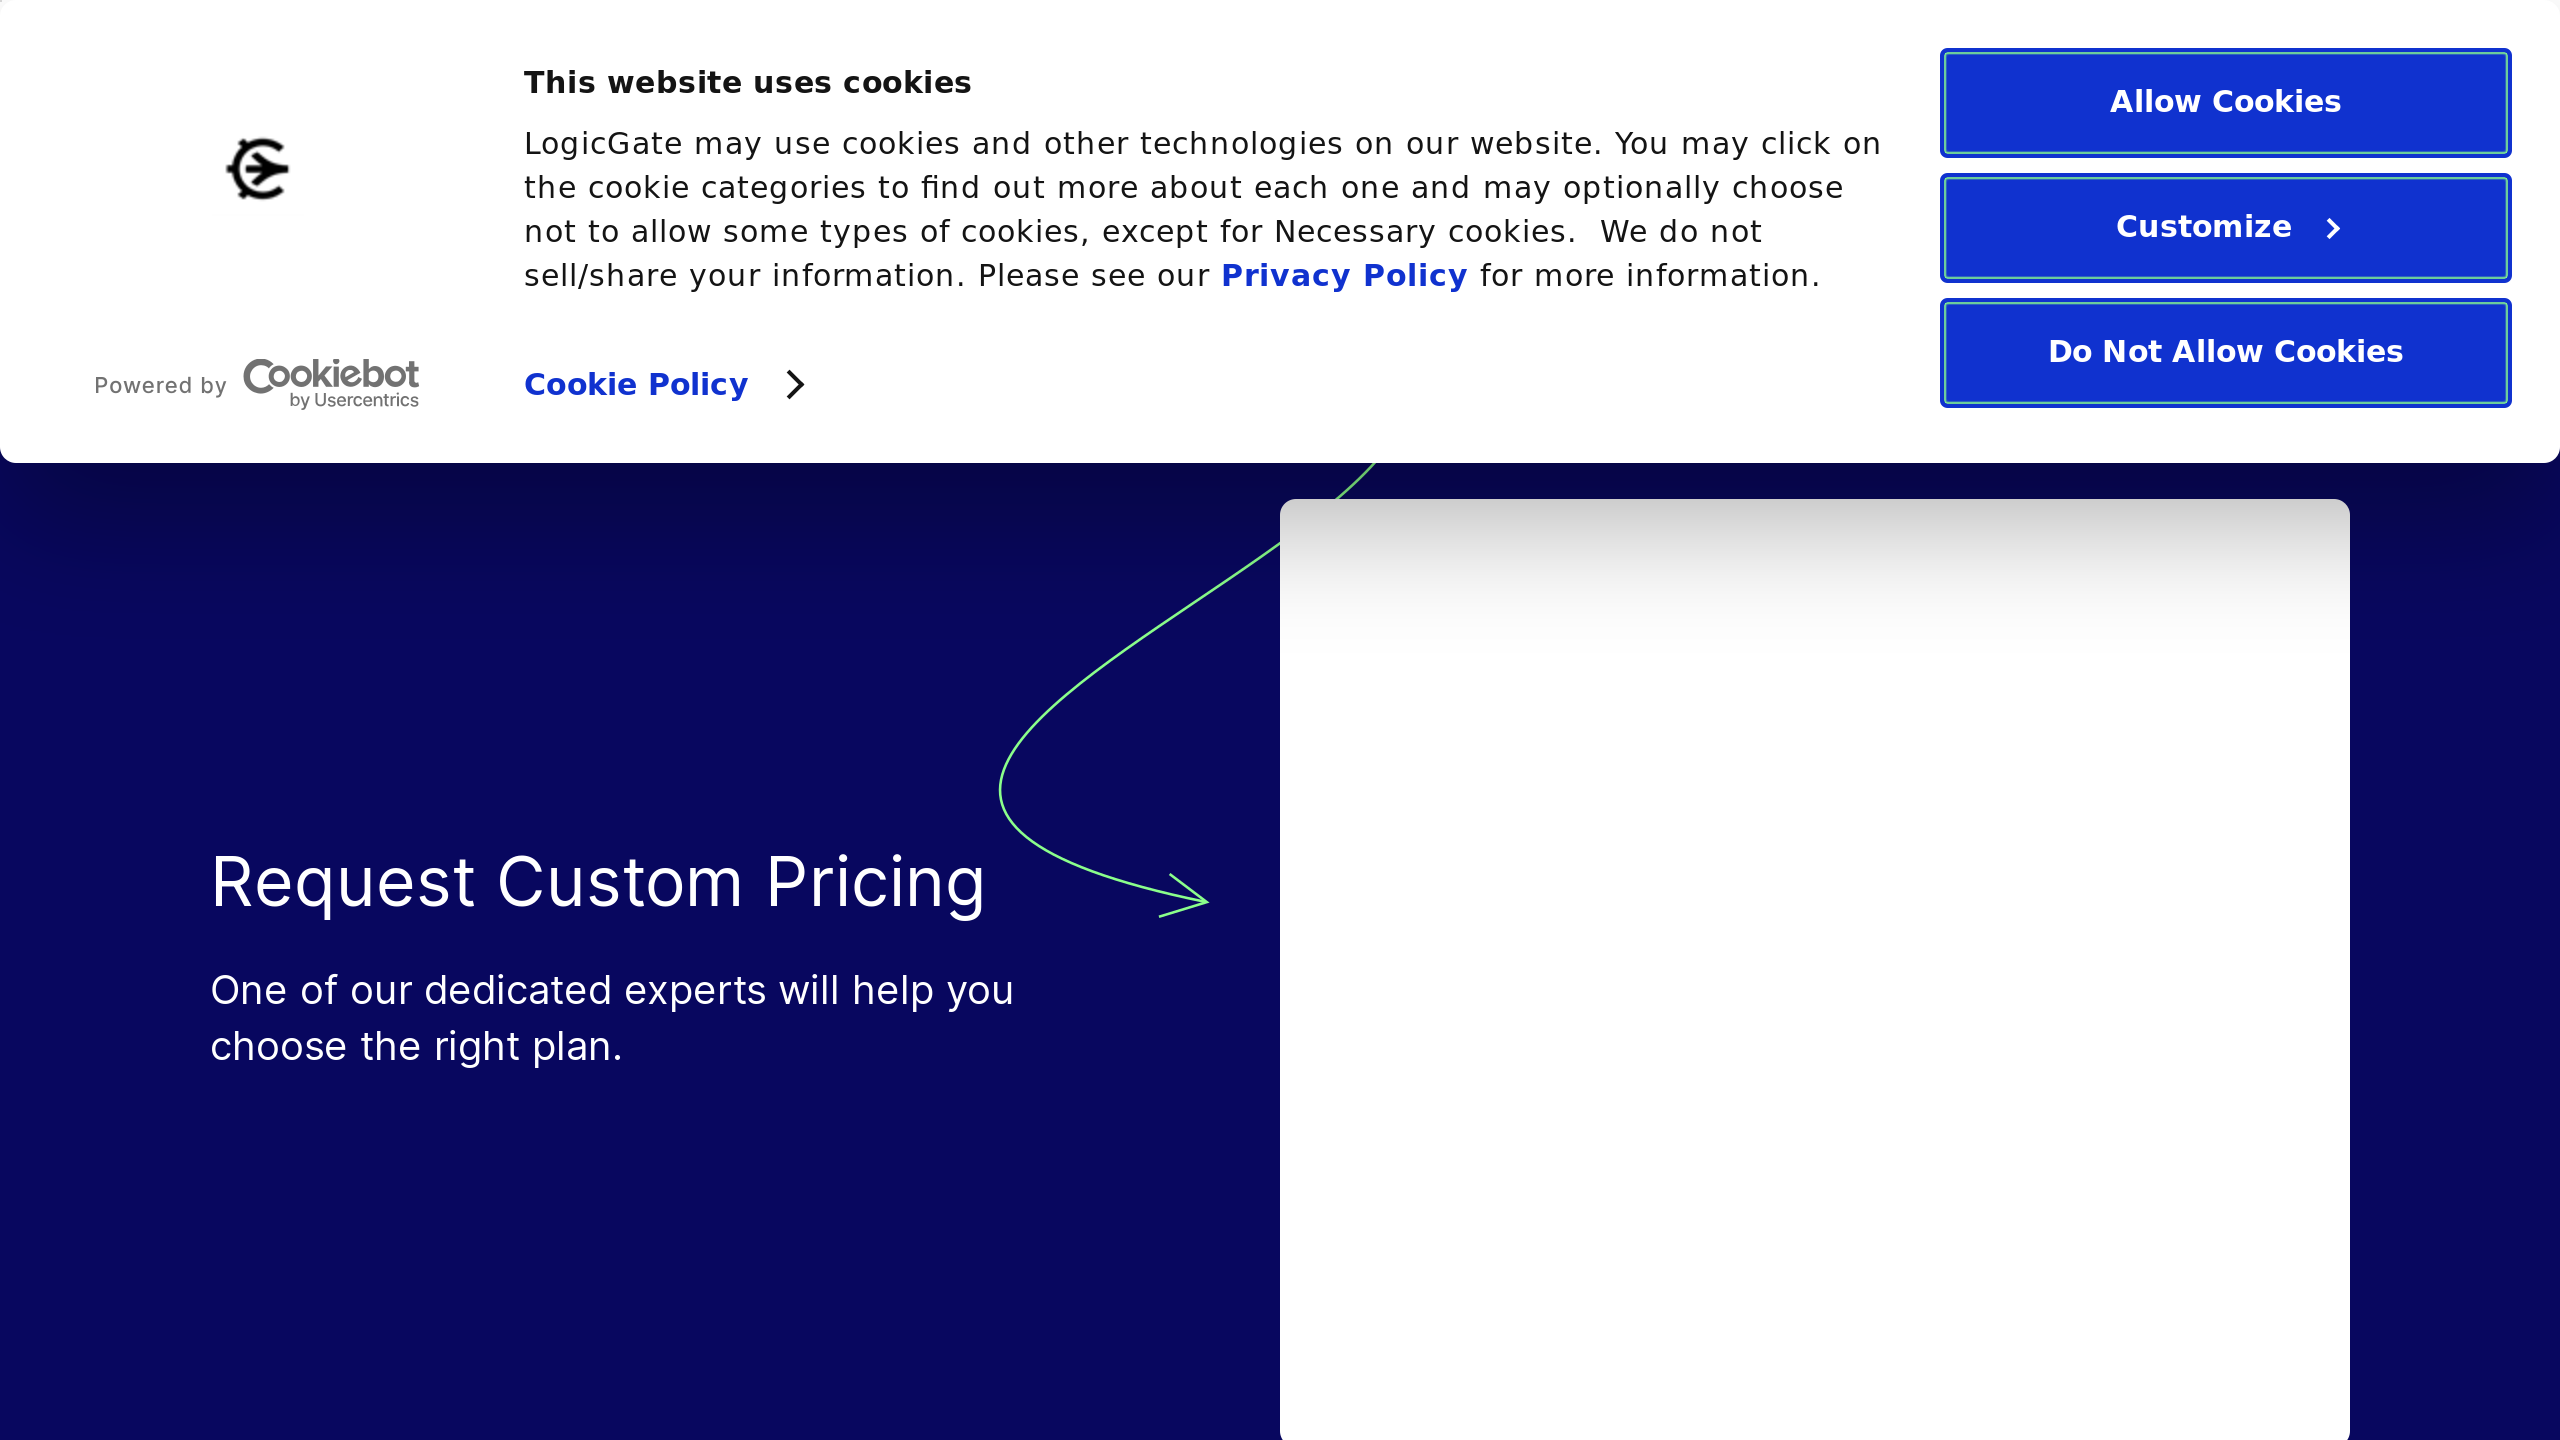 This website uses cookies
LogicGate may use cookies and other technologies on our website. You may click on
the cookie categories to find out more about each one and may optionally choose
not to allow some types of cookies, except for Necessary cookies.  We do not
sell/share your information. Please see our Privacy Policy for more information.
Powered by Cookiebot
by Usercentrics
Cookie Policy
Allow Cookies
Customize
Do Not Allow Cookies
Request Custom Pricing
One of our dedicated experts will help you
choose the right plan.